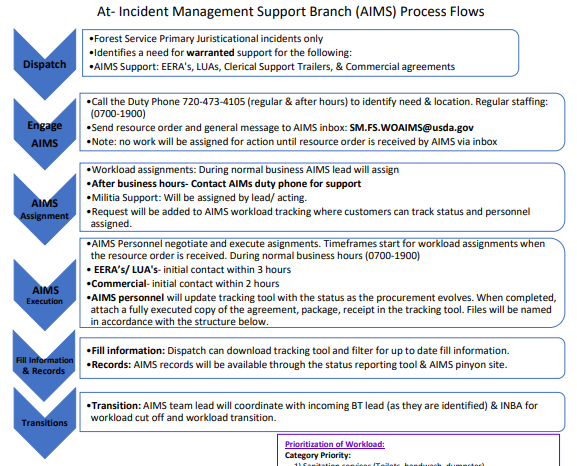 At- Incident Management Support Branch (AIMS) Process Flows
Dispatch
•Forest Service Primary Juristicational incidents only
•Identifies a need for warranted support for the following:
•AIMS Support: EERA's, LUAs, Clerical Support Trailers, & Commercial agreements
Engage
AIMS
•Call the Duty Phone 720-473-4105 (regular & after hours) to identify need & location. Regular staffing:
(0700-1900)
•Send resource order and general message to AIMS inbox: SM.FS.WOAIMS@usda.gov
•Note: no work will be assigned for action until resource order is received by AIMS via inbox
AIMS
Assignment
•Workload assignments: During normal business AIMS lead will assign
•After business hours- Contact AIMs duty phone for support
•Militia Support: Will be assigned by lead/ acting.
•Request will be added to AIMS workload tracking where customers can track status and personnel
assigned.
AIMS
Execution
•AIMS Personnel negotiate and execute asignments. Timeframes start for workload assignments when
the resource order is received. During normal business hours (0700-1900)
• EERA's/ LUA's- initial contact within 3 hours
•Commercial- initial contact within 2 hours
•AIMS personnel will update tracking tool with the status as the procurement evolves. When completed,
attach a fully executed copy of the agreement, package, receipt in the tracking tool. Files will be named
in accordance with the structure below.
Fill Information
& Records
•Fill information: Dispatch can download tracking tool and filter for up to date fill information.
•Records: AIMS records will be available through the status reporting tool & AIMS pinyon site.
Transitions
•Transition: AIMS team lead will coordinate with incoming BT lead (as they are identified) & INBA for
workload cut off and workload transition.
Prioritization of Workload:
Category Priority:
1) Sanitation services (Toilets, handwash, dumpster)